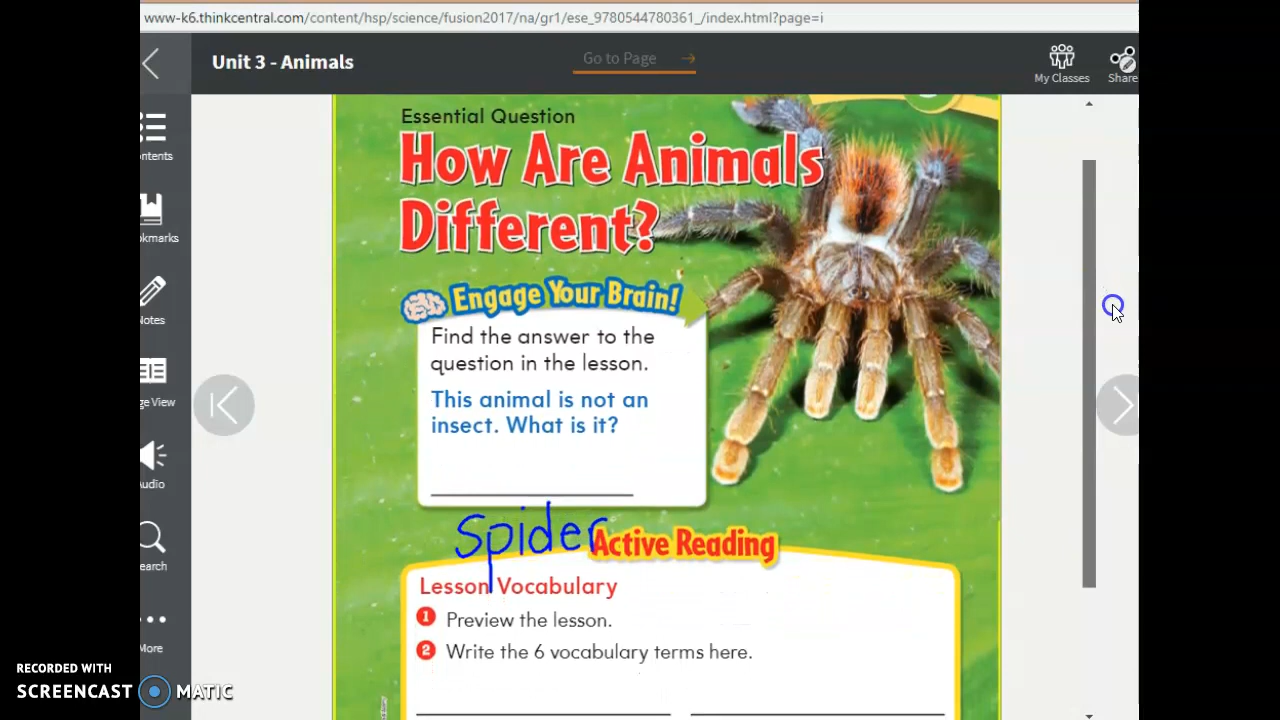 www-k6.thinkcentral.com/content/hsp/science/fusion2017/na/gr1/ese_9780544780361_/index.html?page=i
Unit 3 - Animals
Go to Page
My Classes
Share
ontents
okmarks
Notes
ge View
Audio
earch
More
Essential Question
How Are Animals
Different?
Engage Your Brain!
Find the answer to the
question in the lesson.
This animal is not an
insect. What is it?
Spider
Active Reading
Lesson Vocabulary
1 Preview the lesson.
2 Write the 6 vocabulary terms here.
RECORDED WITH
SCREENCAST MATIC